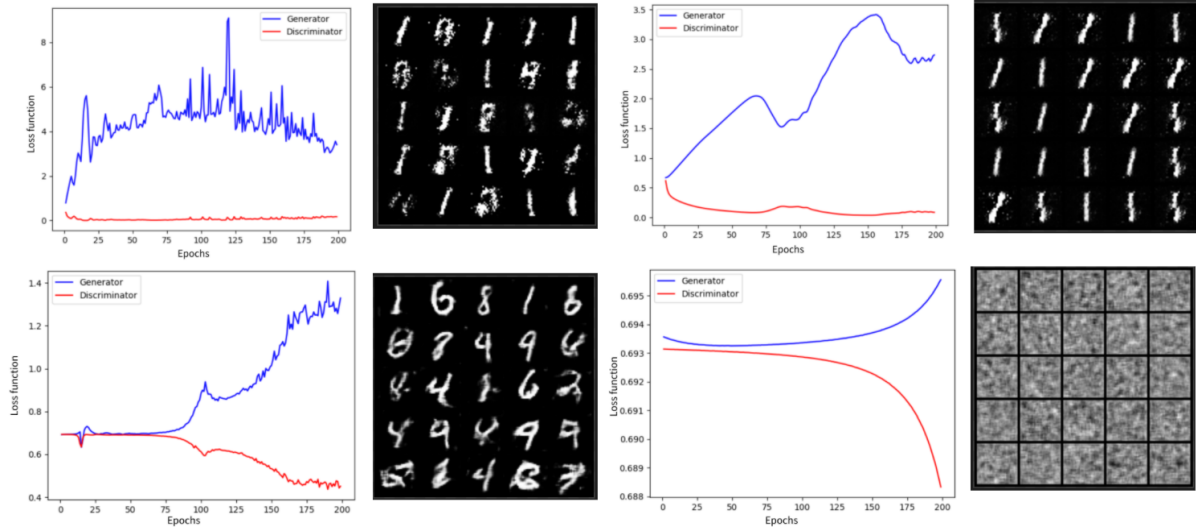 Generator
Discriminator
Loss function
8
6
4
2
0
0 25 50 75 100 125 150 175 200
Epochs
Generator
Discriminator
Loss function
3.5
3.0
2.5
2.0
1.5
1.0
0.5
0.0
0 25 50 75 100 125 150 175 200
Epochs
Generator
Discriminator
Loss function
1.4
1.2
1.0
0.8
0.6
0.4
0 25 50 75 100 125 150 175 200
Epochs
Generator
Discriminator
Loss function
0.695
0.694
0.693
0.692
0.691
0.690
0.689
0.688
0 25 50 75 100 125 150 175 200
Epochs